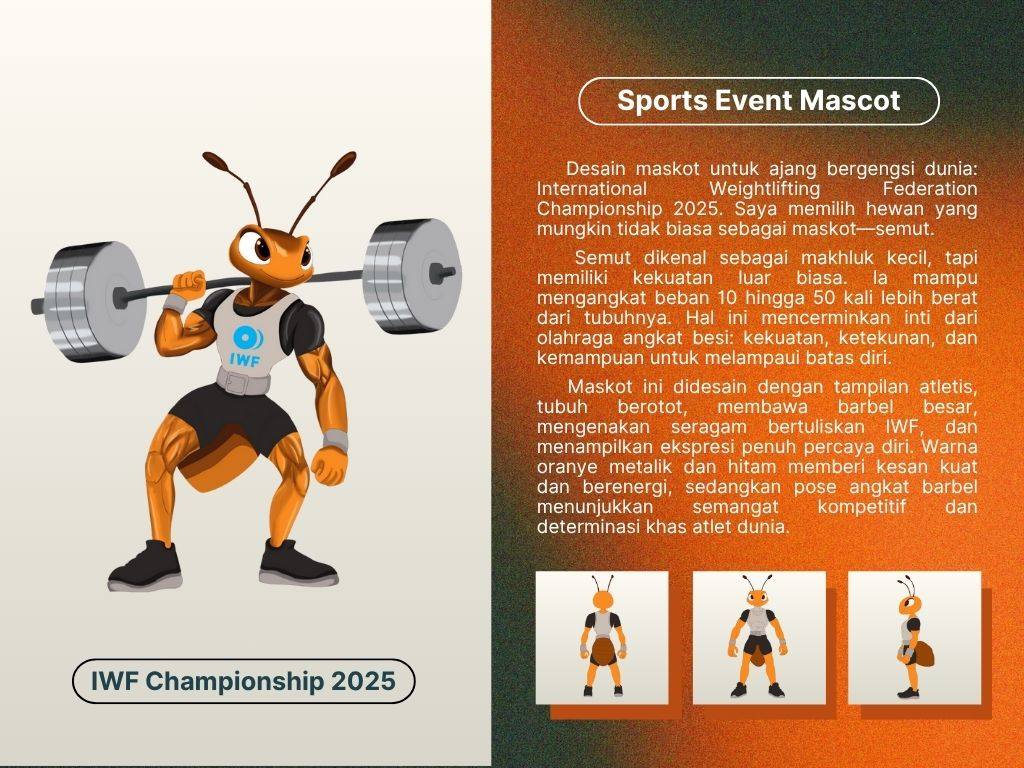 IWF
IWF Championship 2025
Sports Event Mascot
Desain maskot untuk ajang bergengsi dunia:
International Weightlifting Federation
Championship 2025. Saya memilih hewan yang
mungkin tidak biasa sebagai maskot—semut.
Semut dikenal sebagai makhluk kecil, tapi
memiliki kekuatan luar biasa. Ia mampu
mengangkat beban 10 hingga 50 kali lebih berat
dari tubuhnya. Hal ini mencerminkan inti dari
olahraga angkat besi: kekuatan, ketekunan, dan
kemampuan untuk melampaui batas diri.
Maskot ini didesain dengan tampilan atletis,
tubuh berotot, membawa barbel besar,
mengenakan seragam bertuliskan IWF, dan
menampilkan ekspresi penuh percaya diri. Warna
oranye metalik dan hitam memberi kesan kuat
dan berenergi, sedangkan pose angkat barbel
menunjukkan semangat kompetitif dan
determinasi khas atlet dunia.